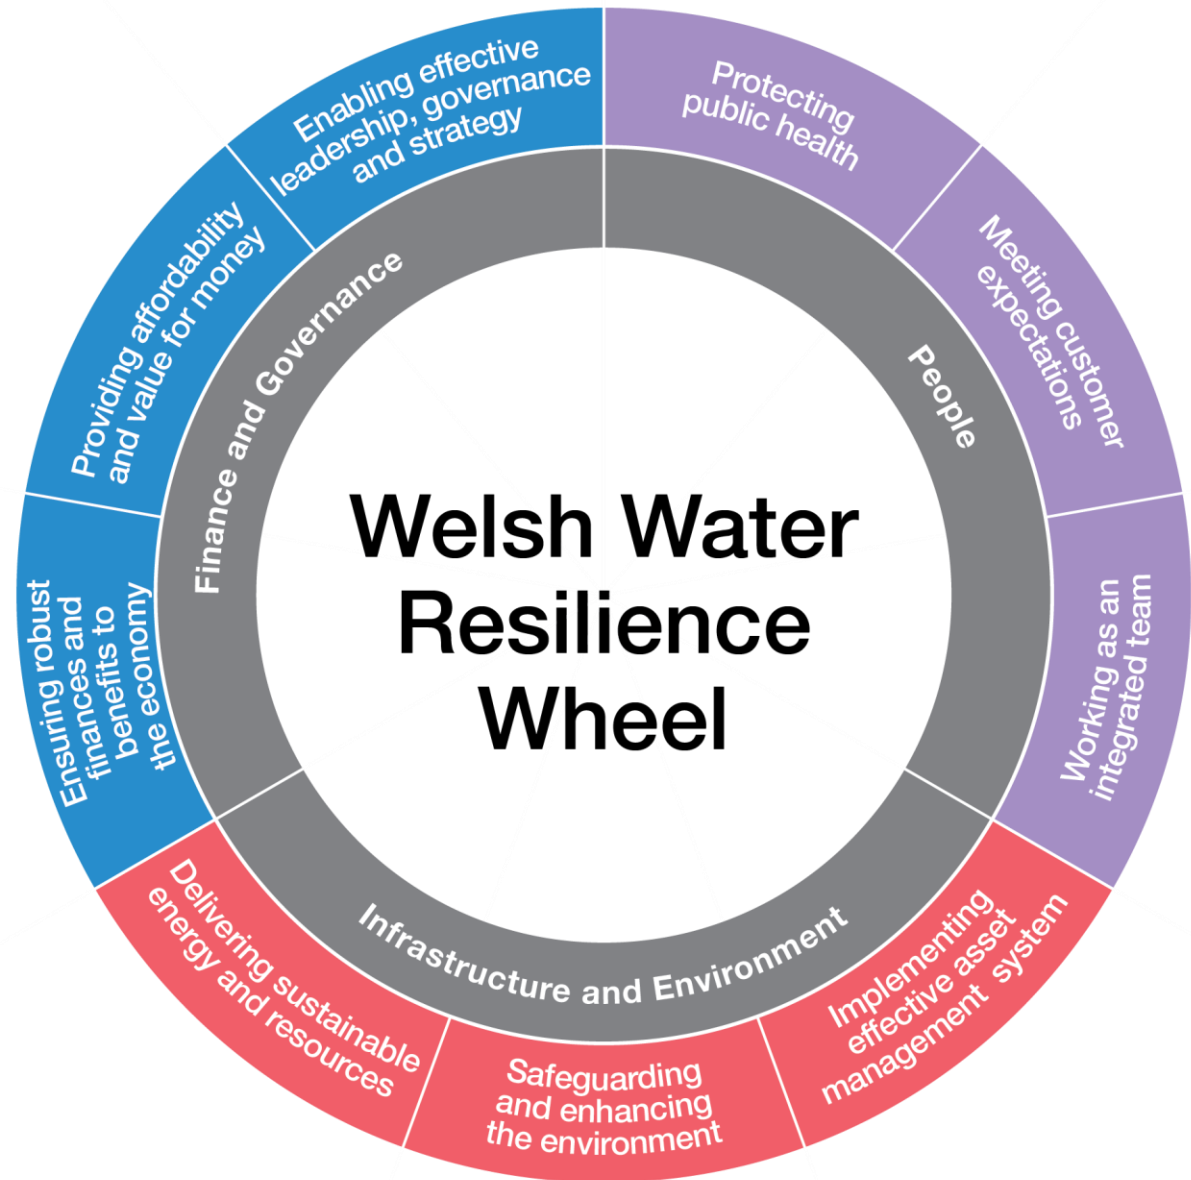 Welsh Water
Resilience
Wheel
People
Protecting
public health
Meeting customer
expectations
Working as an
integrated team
Infrastructure and Environment
Implementing
effective asset
management system
Safeguarding
and enhancing
the environment
Delivering sustainable
energy and resources
Finance and Governance
Ensuring robust
finances and
benefits to
the economy
Providing affordability
and value for money
Enabling effective
leadership, governance
and strategy